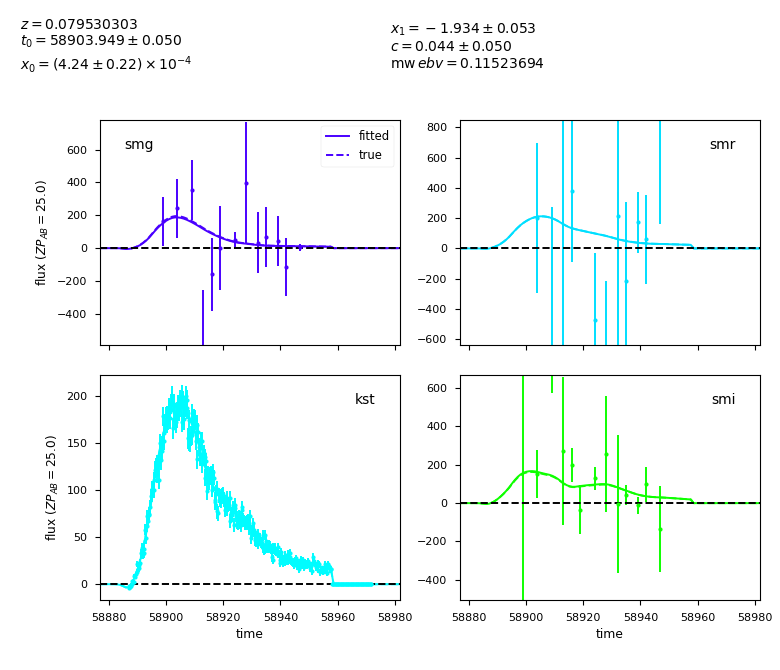 z = 0.079530303
t₀ = 58903.949 ± 0.050
x₀ = (4.24 ± 0.22) × 10⁻⁴
x₁ = −1.934 ± 0.053
c = 0.044 ± 0.050
mw ebv = 0.11523694
smg
fitted
true
600
400
200
0
−200
−400
flux (ZP_AB = 25.0)
smr
800
600
400
200
0
−200
−400
−600
kst
200
150
100
50
0
flux (ZP_AB = 25.0)
58880 58900 58920 58940 58960 58980
time
smi
600
400
200
0
−200
−400
58880 58900 58920 58940 58960 58980
time